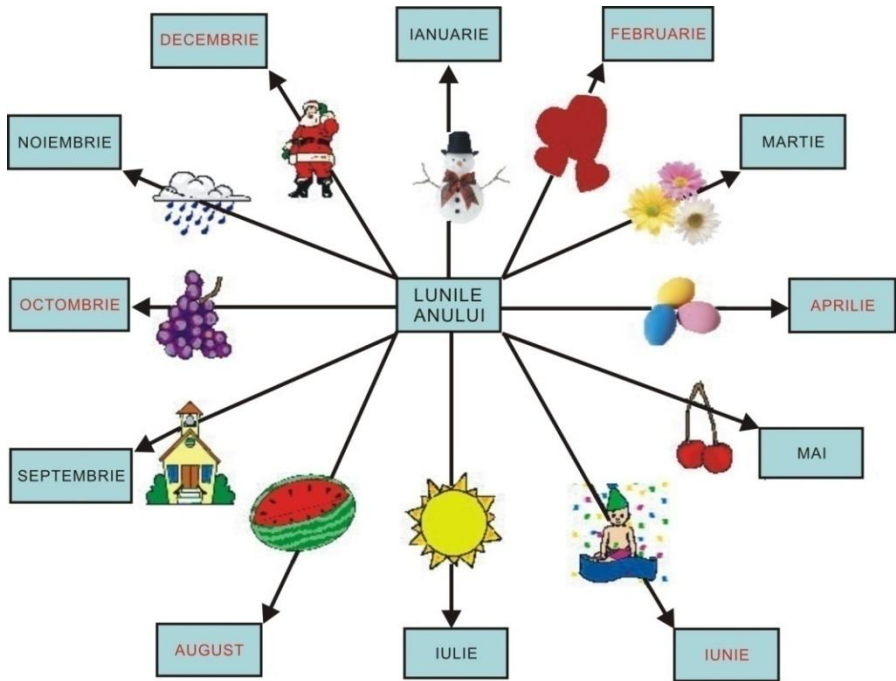 DECEMBRIE
IANUARIE
FEBRUARIE
NOIEMBRIE
MARTIE
OCTOMBRIE
LUNILE
ANULUI
APRILIE
SEPTEMBRIE
MAI
AUGUST
IULIE
IUNIE